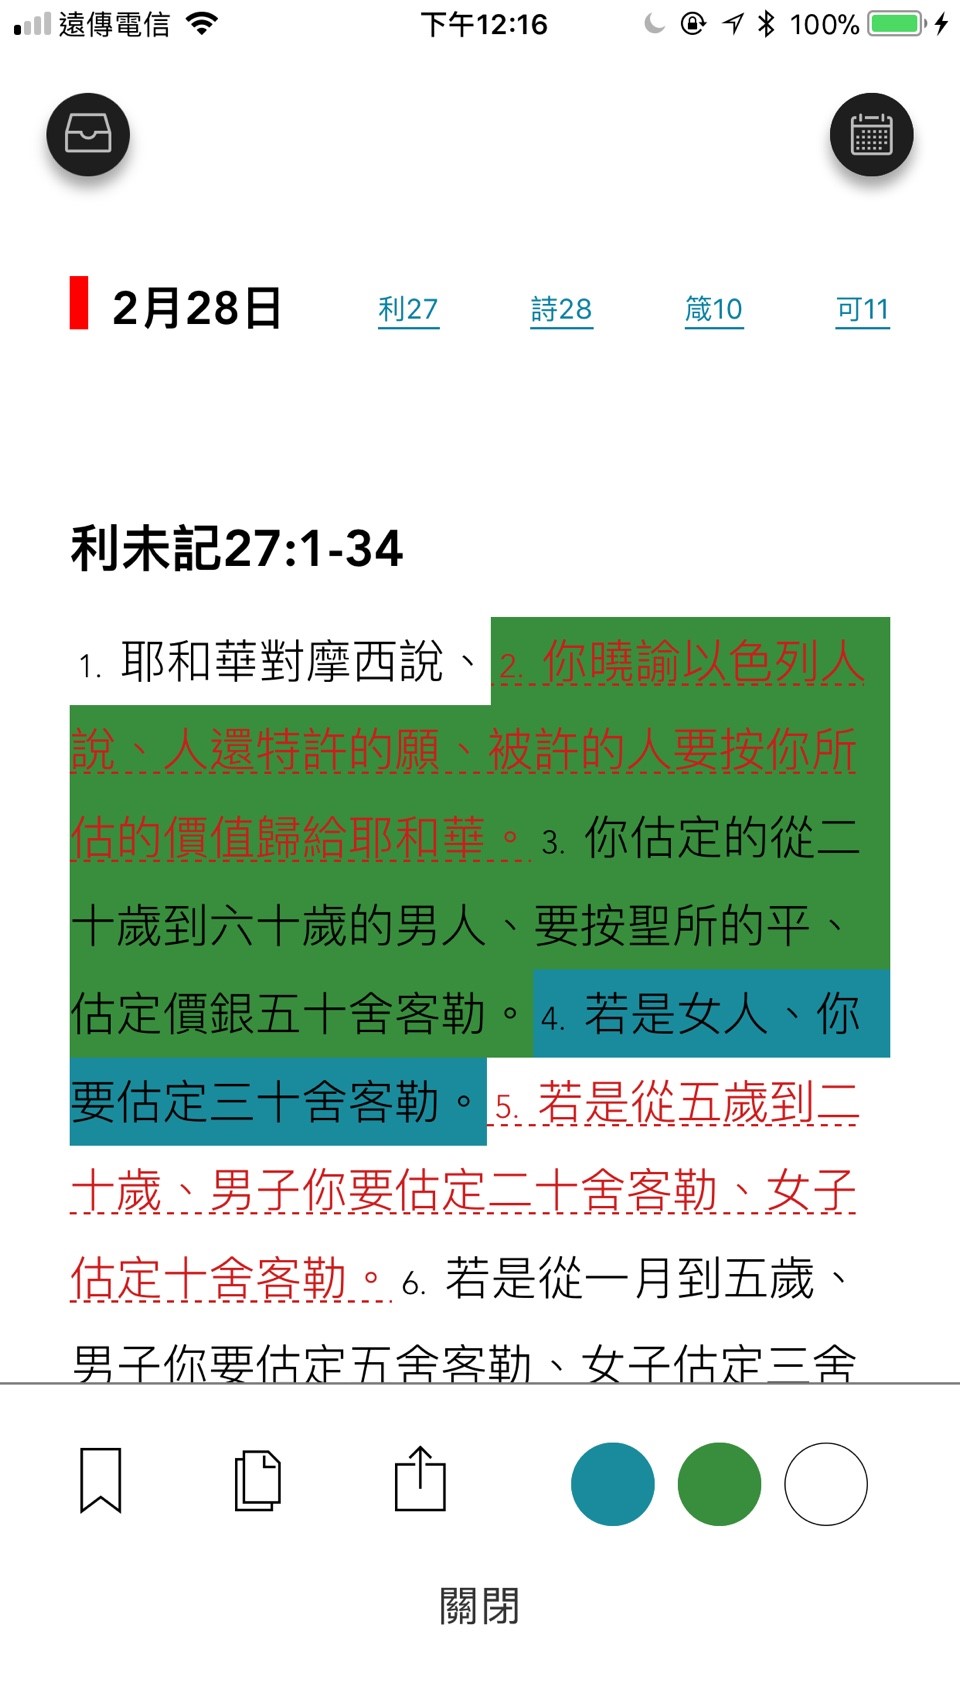 遠傳電信 下午12:16 100%
2月28日 利27 詩28 箴10 可11
利未記27:1-34
1. 耶和華對摩西說、2. 你曉諭以色列人
說、人還特許的願、被許的人要按你所
估的價值歸給耶和華。3. 你估定的從二
十歲到六十歲的男人、要按聖所的平、
估定價銀五十舍客勒。4. 若是女人、你
要估定三十舍客勒。5. 若是從五歲到二
十歲、男子你要估定二十舍客勒、女子
估定十舍客勒。6. 若是從一月到五歲、
男子你要估定五舍客勒、女子估定三舍
關閉